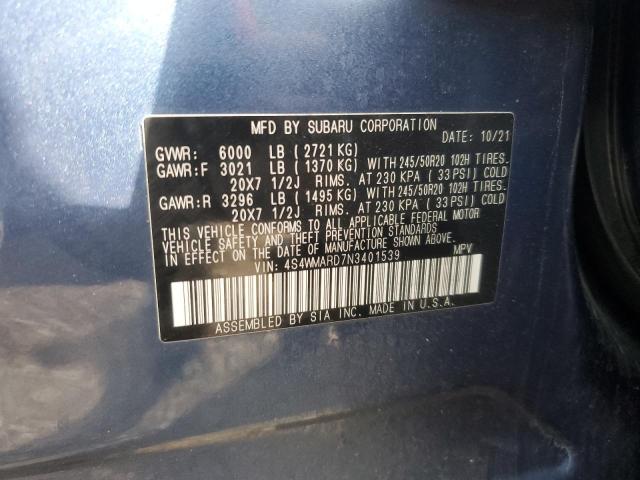 MFD BY SUBARU CORPORATION
DATE: 10/21
GVWR: 6000 LB ( 2721 KG)
GAWR:F 3021 LB ( 1370 KG) WITH 245/50R20 102H TIRES.
20X7 1/2J RIMS. AT 230 KPA ( 33 PSI) COLD
GAWR:R 3296 LB ( 1495 KG) WITH 245/50R20 102H TIRES.
20X7 1/2J RIMS. AT 230 KPA ( 33 PSI) COLD
THIS VEHICLE CONFORMS TO ALL APPLICABLE FEDERAL MOTOR
VEHICLE SAFETY AND THEFT PREVENTION STANDARDS
IN EFFECT ON THE DATE OF MANUFACTURE SHOWN ABOVE.
VIN: 4S4WMARD7N3401539 MPV
ASSEMBLED BY SIA INC. MADE IN U.S.A.